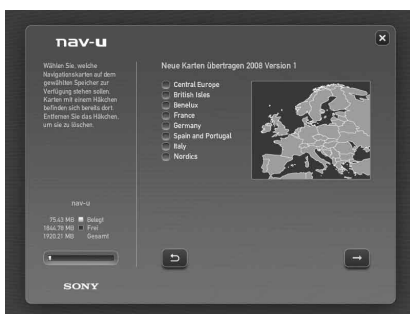 nav-u
Wählen Sie, welche
Navigationskarten auf dem
gewählten Speicher zur
Verfügung stehen sollen.
Karten mit einem Häkchen
befinden sich bereits dort
Entfernen Sie das Häkchen,
um sie zu löschen.
Neue Karten übertragen 2008 Version 1
Central Europe
British Isles
Benelux
France
Germany
Spain and Portugal
Italy
Nordics
nav-u
75.43 MB Belegt
1844.78 MB Frei
1920.21 MB Gesamt
SONY